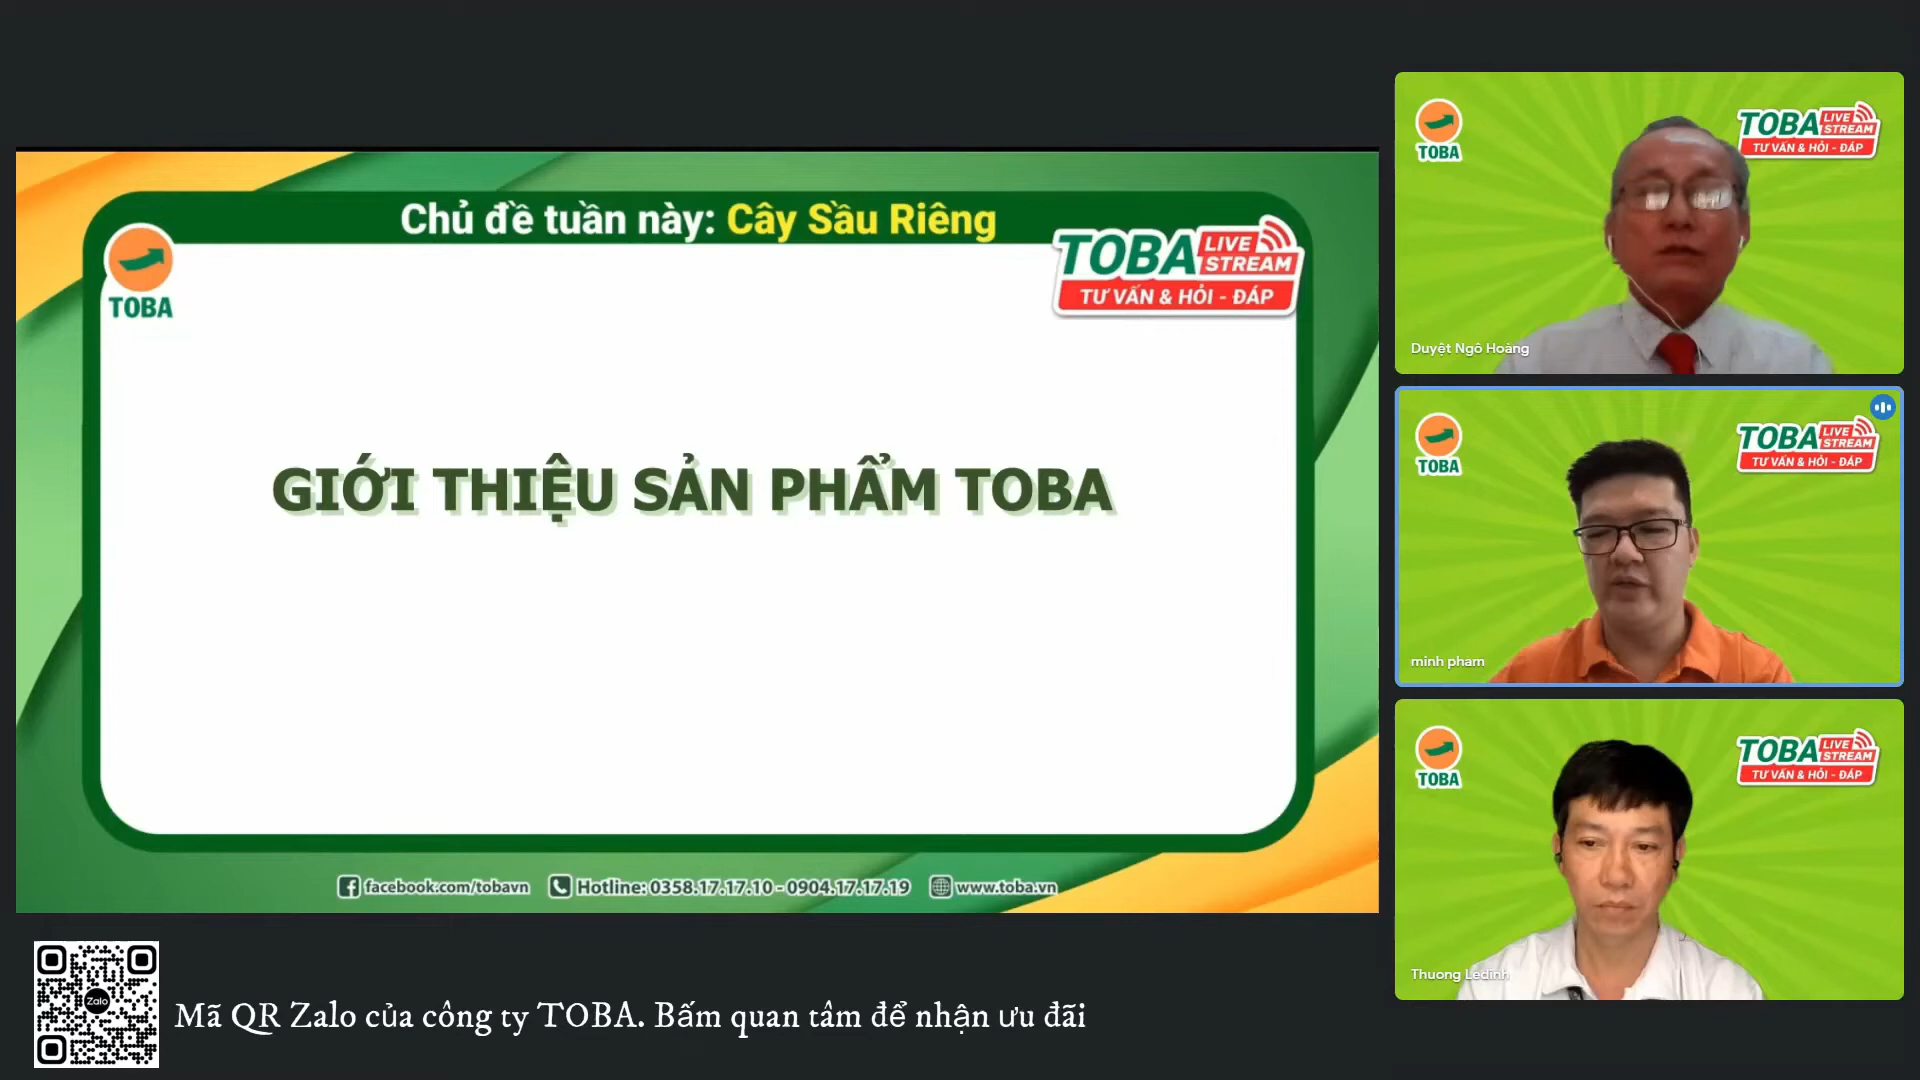 Chủ đề tuần này: Cây Sầu Riêng
TOBA
TOBA LIVE STREAM
TƯ VẤN & HỎI - ĐÁP
GIỚI THIỆU SẢN PHẨM TOBA
facebook.com/tobavn Hotline: 0358.17.17.10 - 0904.17.17.19 www.toba.vn
Zalo
Mã QR Zalo của công ty TOBA. Bấm quan tâm để nhận ưu đãi
TOBA
TOBA LIVE STREAM
TƯ VẤN & HỎI - ĐÁP
Duyệt Ngô Hoàng
TOBA
TOBA LIVE STREAM
TƯ VẤN & HỎI - ĐÁP
minh pham
TOBA
TOBA LIVE STREAM
TƯ VẤN & HỎI - ĐÁP
Thuong Ledinh